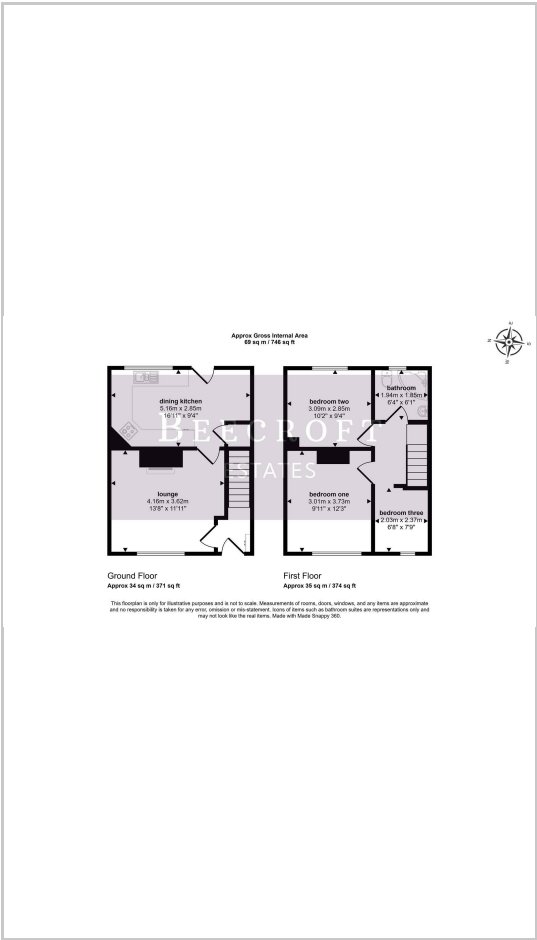 Approx Gross Internal Area
69 sq m / 746 sq ft
dining kitchen
5.16m x 2.85m
16'11" x 9'4"
bedroom two
3.09m x 2.85m
10'2" x 9'4"
bathroom
1.94m x 1.85m
6'4" x 6'1"
BEECROFT
ESTATES
lounge
4.16m x 3.62m
13'8" x 11'11"
bedroom one
3.01m x 3.73m
9'11" x 12'3"
bedroom three
2.03m x 2.37m
6'8" x 7'9"
Ground Floor
Approx 34 sq m / 371 sq ft
First Floor
Approx 35 sq m / 374 sq ft
This floorplan is only for illustrative purposes and is not to scale. Measurements of rooms, doors, windows, and any items are approximate
and no responsibility is taken for any error, omission or mis-statement. Icons of items such as bathroom suites are representations only and
may not look like the real items. Made with Made Snappy 360.